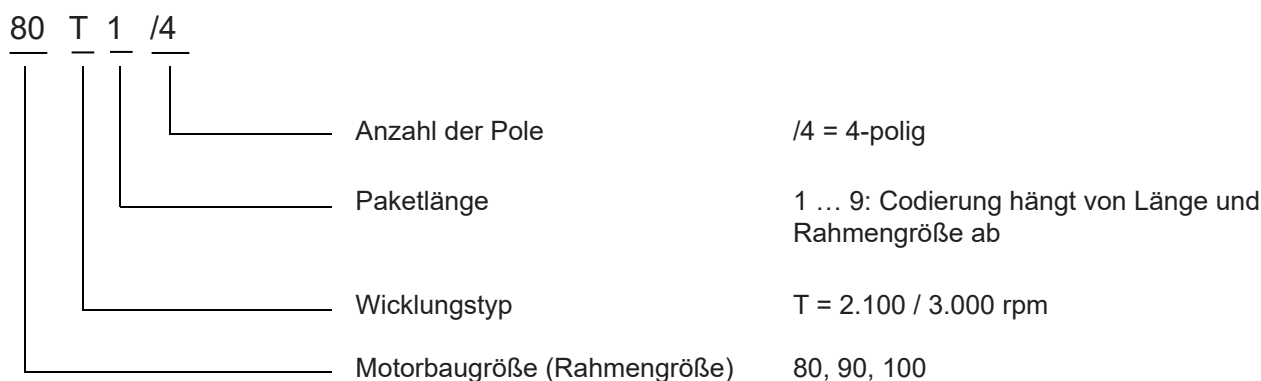 80 T 1 /4
Anzahl der Pole /4 = 4-polig
Paketlänge 1 … 9: Codierung hängt von Länge und
Rahmengröße ab
Wicklungstyp T = 2.100 / 3.000 rpm
Motorbaugröße (Rahmengröße) 80, 90, 100